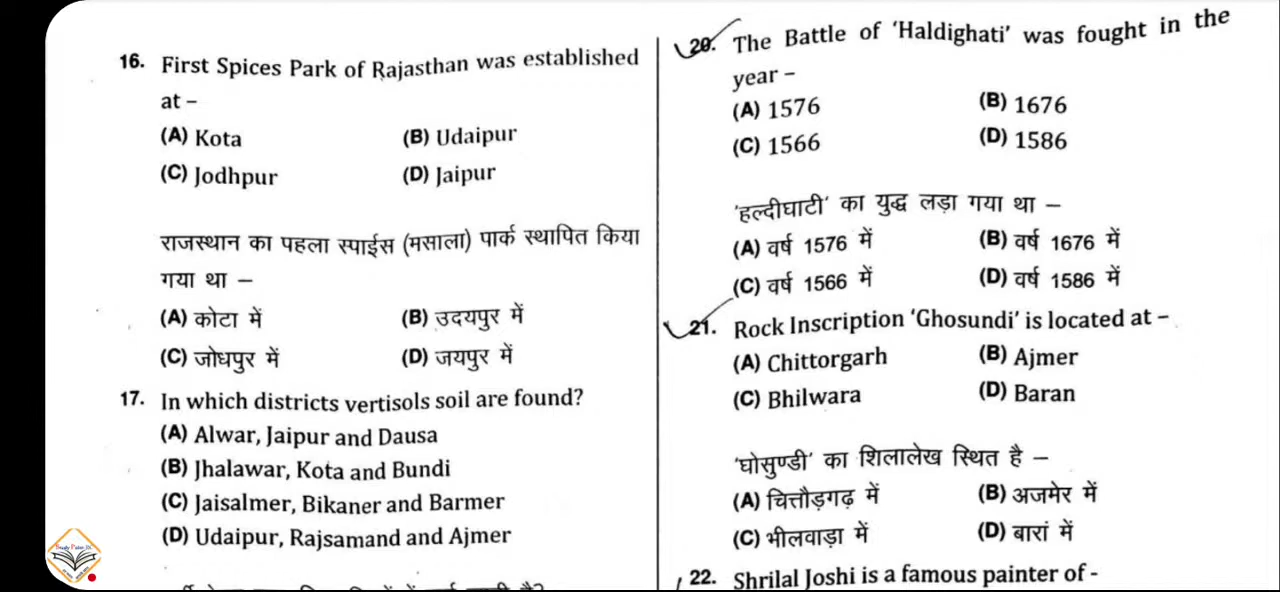 16. First Spices Park of Rajasthan was established
at –
(A) Kota (B) Udaipur
(C) Jodhpur (D) Jaipur
राजस्थान का पहला स्पाईस (मसाला) पार्क स्थापित किया
गया था –
(A) कोटा में (B) उदयपुर में
(C) जोधपुर में (D) जयपुर में
17. In which districts vertisols soil are found?
(A) Alwar, Jaipur and Dausa
(B) Jhalawar, Kota and Bundi
(C) Jaisalmer, Bikaner and Barmer
(D) Udaipur, Rajsamand and Ajmer
20. The Battle of ‘Haldighati’ was fought in the
year –
(A) 1576 (B) 1676
(C) 1566 (D) 1586
‘हल्दीघाटी’ का युद्ध लड़ा गया था –
(A) वर्ष 1576 में (B) वर्ष 1676 में
(C) वर्ष 1566 में (D) वर्ष 1586 में
21. Rock Inscription ‘Ghosundi’ is located at –
(A) Chittorgarh (B) Ajmer
(C) Bhilwara (D) Baran
‘घोसुण्डी’ का शिलालेख स्थित है –
(A) चित्तौड़गढ़ में (B) अजमेर में
(C) भीलवाड़ा में (D) बारां में
22. Shrilal Joshi is a famous painter of -